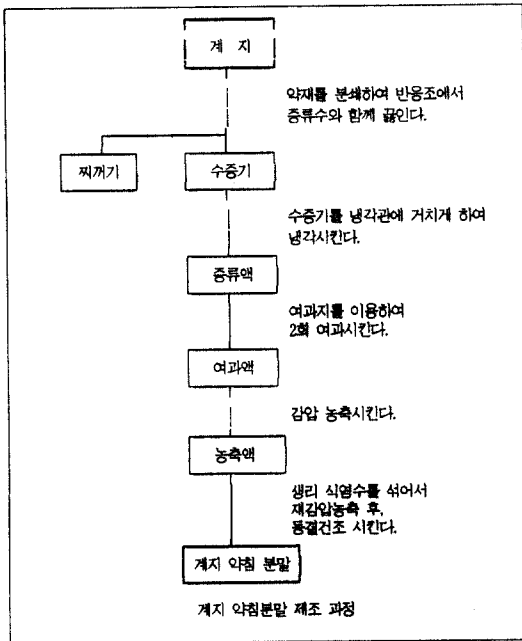 계 지
약재를 분쇄하여 반응조에서
증류수와 함께 끓인다.
찌꺼기
수증기
수증기를 냉각관에 거치게 하여
냉각시킨다.
증류액
여과지를 이용하여
2회 여과시킨다.
여과액
감압 농축시킨다.
농축액
생리 식염수를 섞어서
재감압농축 후,
동결건조 시킨다.
계지 약침 분말
계지 약침분말 제조 과정